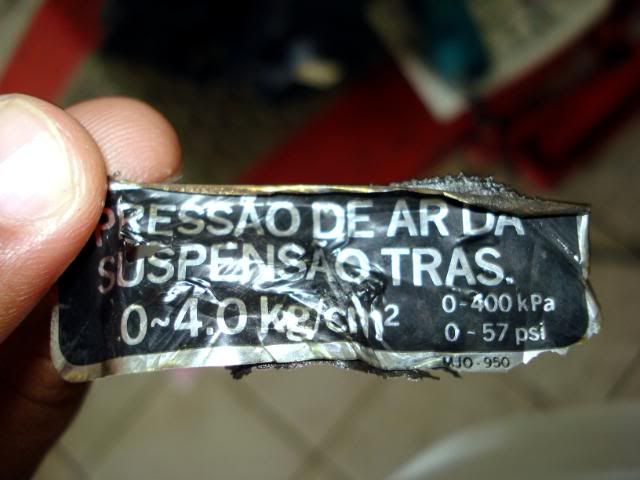 PRESSÃO DE AR DA
SUSPENSÃO TRAS.
0~4.0 kg/cm²
0-400 kPa
0-57 psi
MJO-950